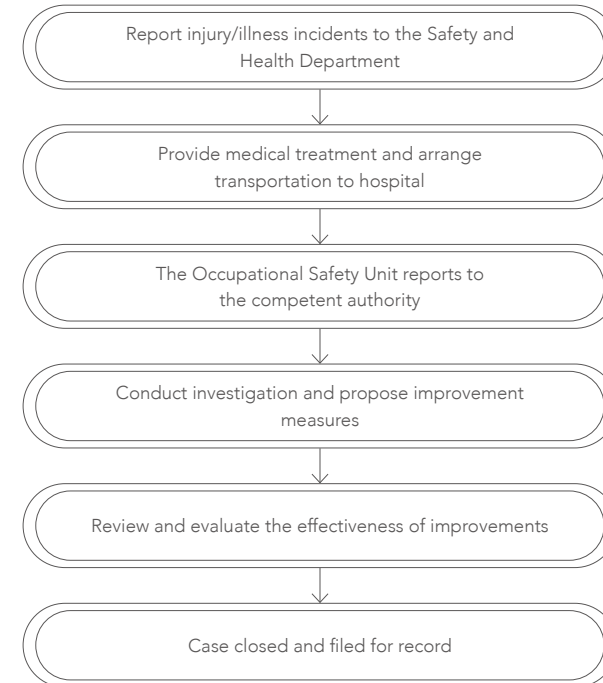 Report injury/illness incidents to the Safety and
Health Department
Provide medical treatment and arrange
transportation to hospital
The Occupational Safety Unit reports to
the competent authority
Conduct investigation and propose improvement
measures
Review and evaluate the effectiveness of improvements
Case closed and filed for record